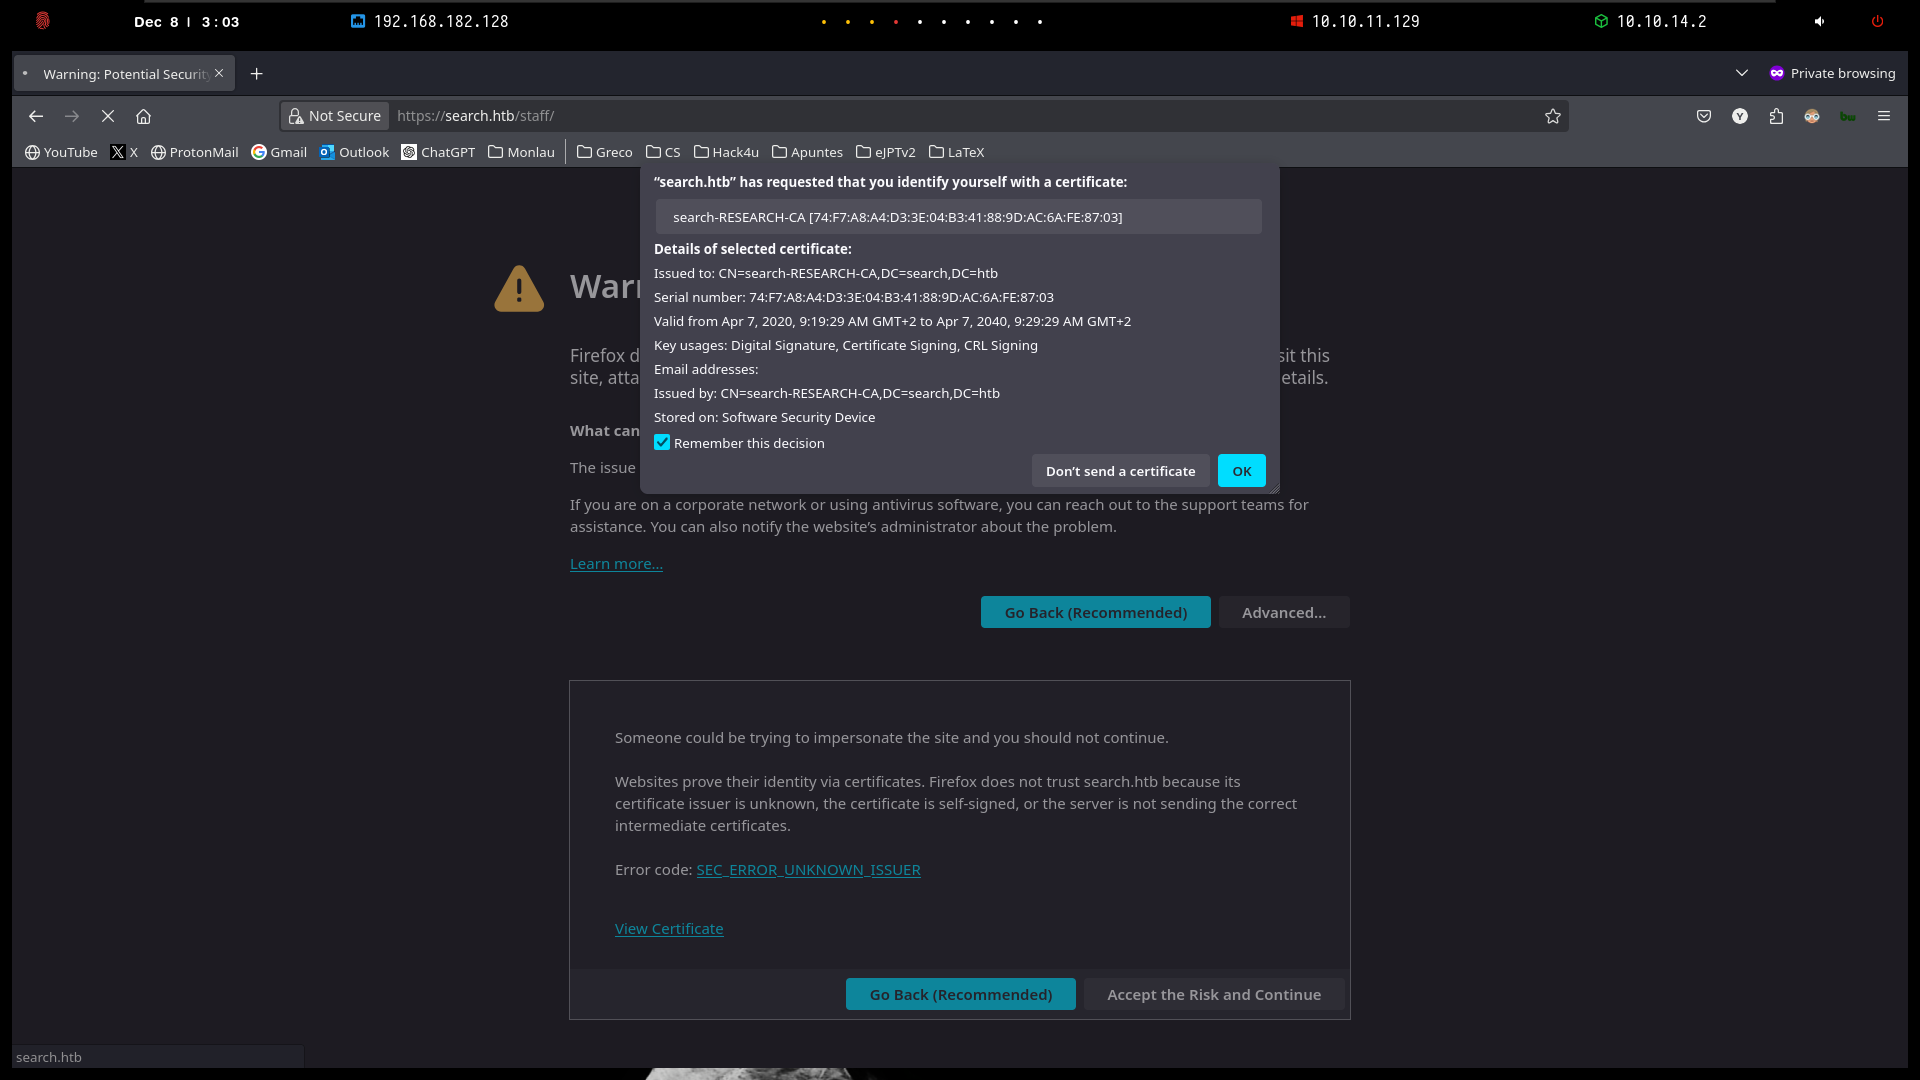 Dec 8 | 3:03
192.168.182.128
10.10.11.129
10.10.14.2
Warning: Potential Security
Private browsing
Not Secure
https://search.htb/staff/
YouTube
X
ProtonMail
Gmail
Outlook
ChatGPT
Monlau
Greco
CS
Hack4u
Apuntes
eJPTv2
LaTeX
“search.htb” has requested that you identify yourself with a certificate:
search-RESEARCH-CA [74:F7:A8:A4:D3:3E:04:B3:41:88:9D:AC:6A:FE:87:03]
Details of selected certificate:
Issued to: CN=search-RESEARCH-CA,DC=search,DC=htb
Serial number: 74:F7:A8:A4:D3:3E:04:B3:41:88:9D:AC:6A:FE:87:03
Valid from Apr 7, 2020, 9:19:29 AM GMT+2 to Apr 7, 2040, 9:29:29 AM GMT+2
Key usages: Digital Signature, Certificate Signing, CRL Signing
Email addresses:
Issued by: CN=search-RESEARCH-CA,DC=search,DC=htb
Stored on: Software Security Device
Remember this decision
Don’t send a certificate
OK
Warn
Firefox d
sit this
site, atta
etails.
What can
The issue
If you are on a corporate network or using antivirus software, you can reach out to the support teams for
assistance. You can also notify the website’s administrator about the problem.
Learn more…
Go Back (Recommended)
Advanced…
Someone could be trying to impersonate the site and you should not continue.
Websites prove their identity via certificates. Firefox does not trust search.htb because its
certificate issuer is unknown, the certificate is self-signed, or the server is not sending the correct
intermediate certificates.
Error code: SEC_ERROR_UNKNOWN_ISSUER
View Certificate
Go Back (Recommended)
Accept the Risk and Continue
search.htb